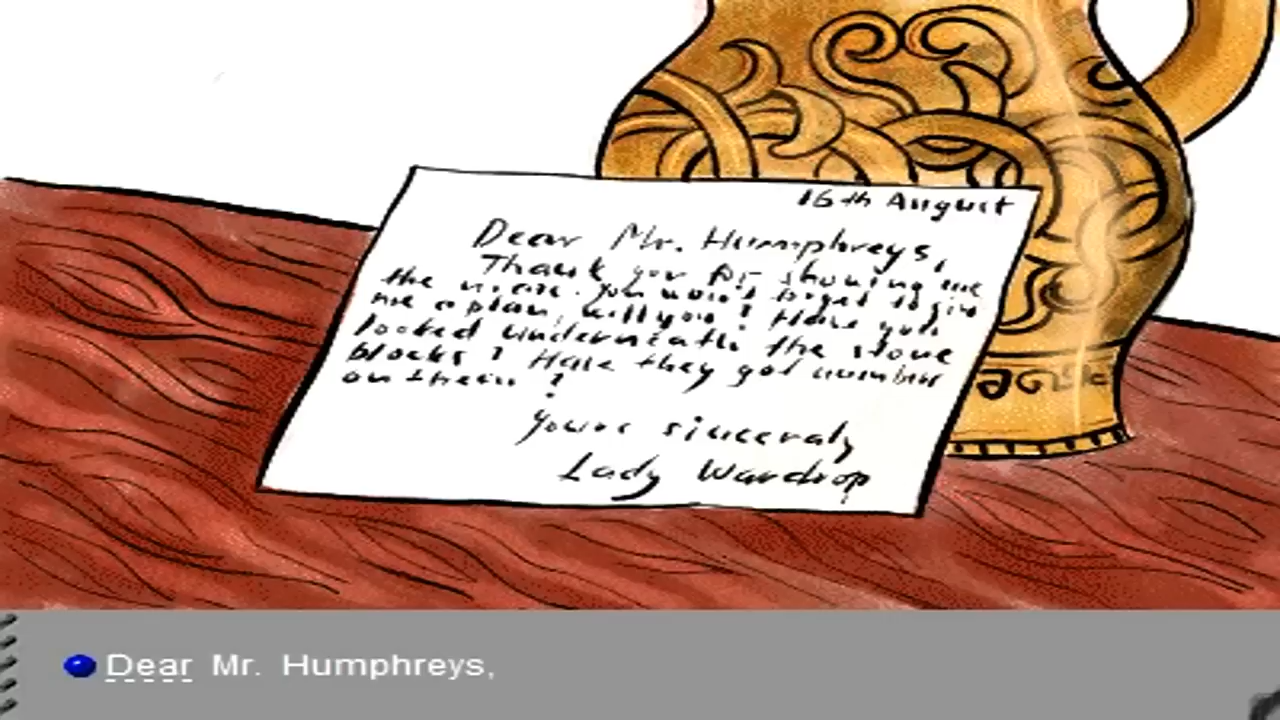 16th August
Dear Mr. Humphreys,
Thank you for showing me
the maze. You won't forget to give
me a plan, will you? Have you
looked underneath the stone
blocks? Have they got number
on them?
Yours sincerely
Lady Wardrop
Dear Mr. Humphreys,